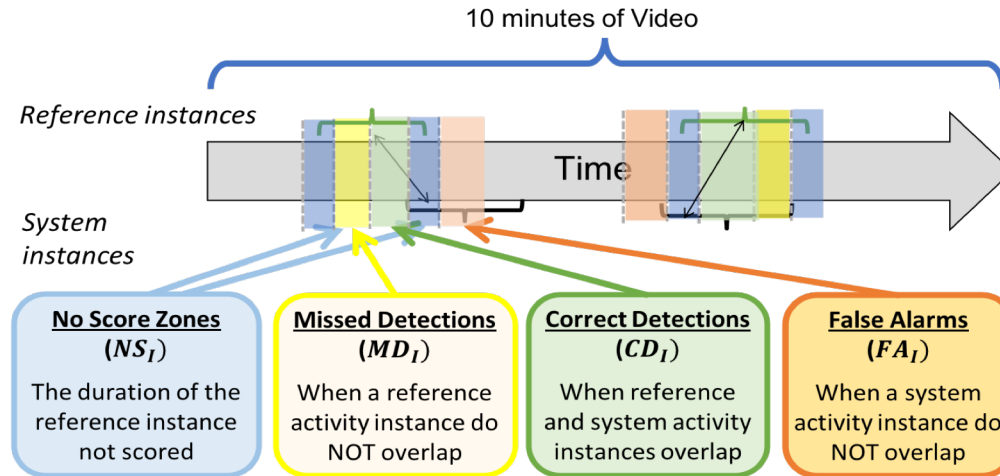 10 minutes of Video
Reference instances
Time
System
instances
No Score Zones
(NS_I)
The duration of the
reference instance
not scored
Missed Detections
(MD_I)
When a reference
activity instance do
NOT overlap
Correct Detections
(CD_I)
When reference
and system activity
instances overlap
False Alarms
(FA_I)
When a system
activity instance do
NOT overlap